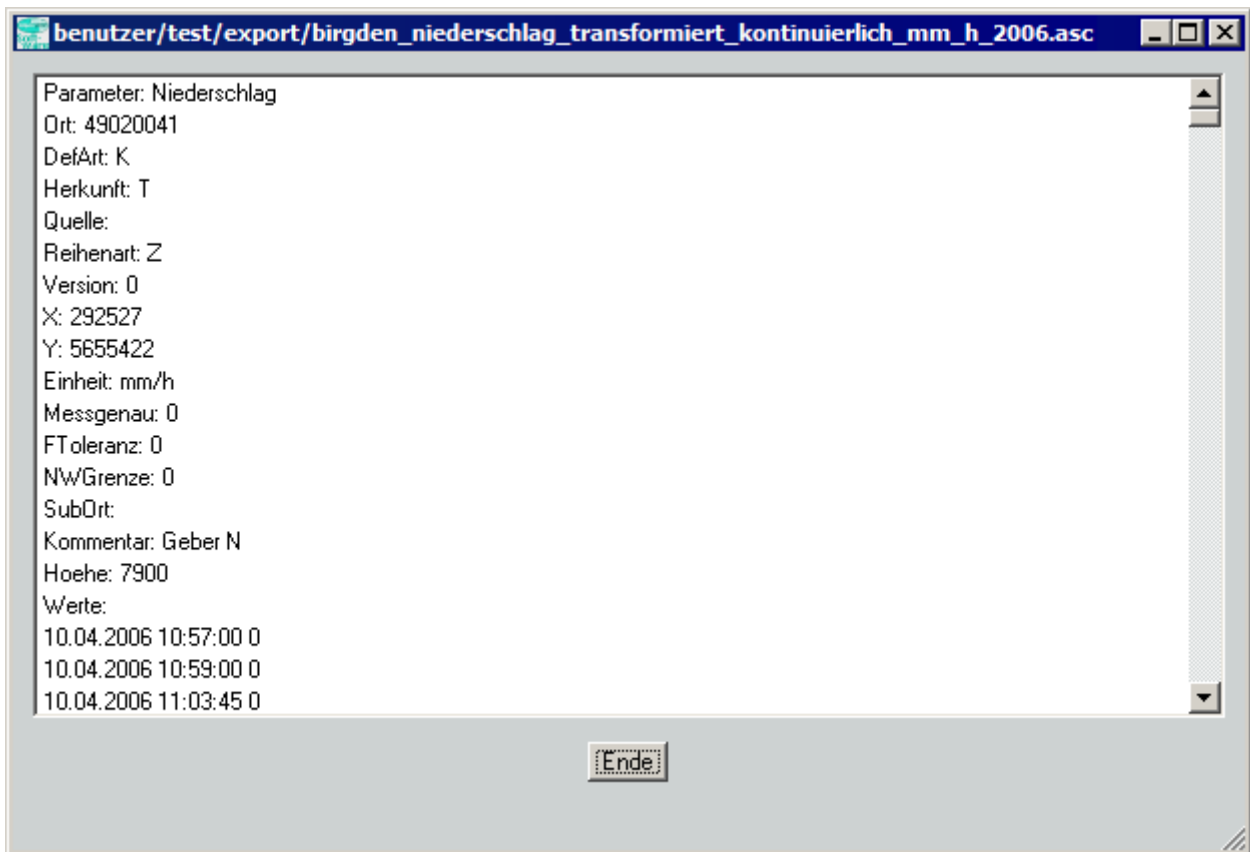 benutzer/test/export/birgden_niederschlag_transformiert_kontinuierlich_mm_h_2006.asc
Parameter: Niederschlag
Ort: 49020041
DefArt: K
Herkunft: T
Quelle:
Reihenart: Z
Version: 0
X: 292527
Y: 5655422
Einheit: mm/h
Messgenau: 0
FToleranz: 0
NWGrenze: 0
SubOrt:
Kommentar: Geber N
Hoehe: 7900
Werte:
10.04.2006 10:57:00 0
10.04.2006 10:59:00 0
10.04.2006 11:03:45 0
Ende